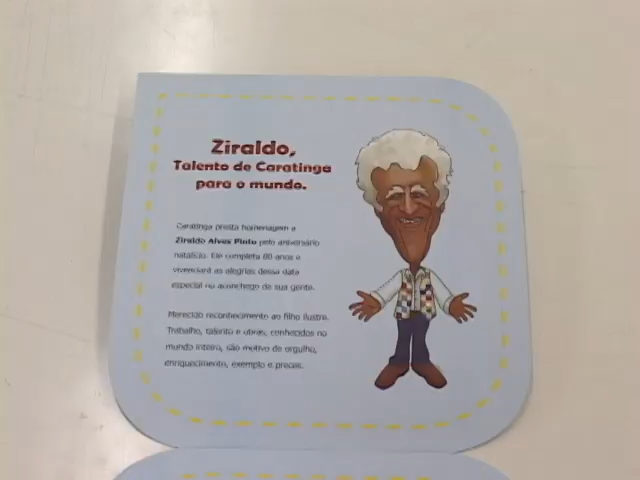 Ziraldo,
Talento de Caratinga
para o mundo.
Caratinga presta homenagem a
Ziraldo Alves Pinto pelo aniversário
natalício. Ele completa 80 anos e
vivenciará as alegrias dessa data
especial no aconchego de sua gente.
Merecido reconhecimento ao filho ilustre.
Trabalho, talento e obras, conhecidos no
mundo inteiro, são motivo de orgulho,
enriquecimento, exemplo e preces.